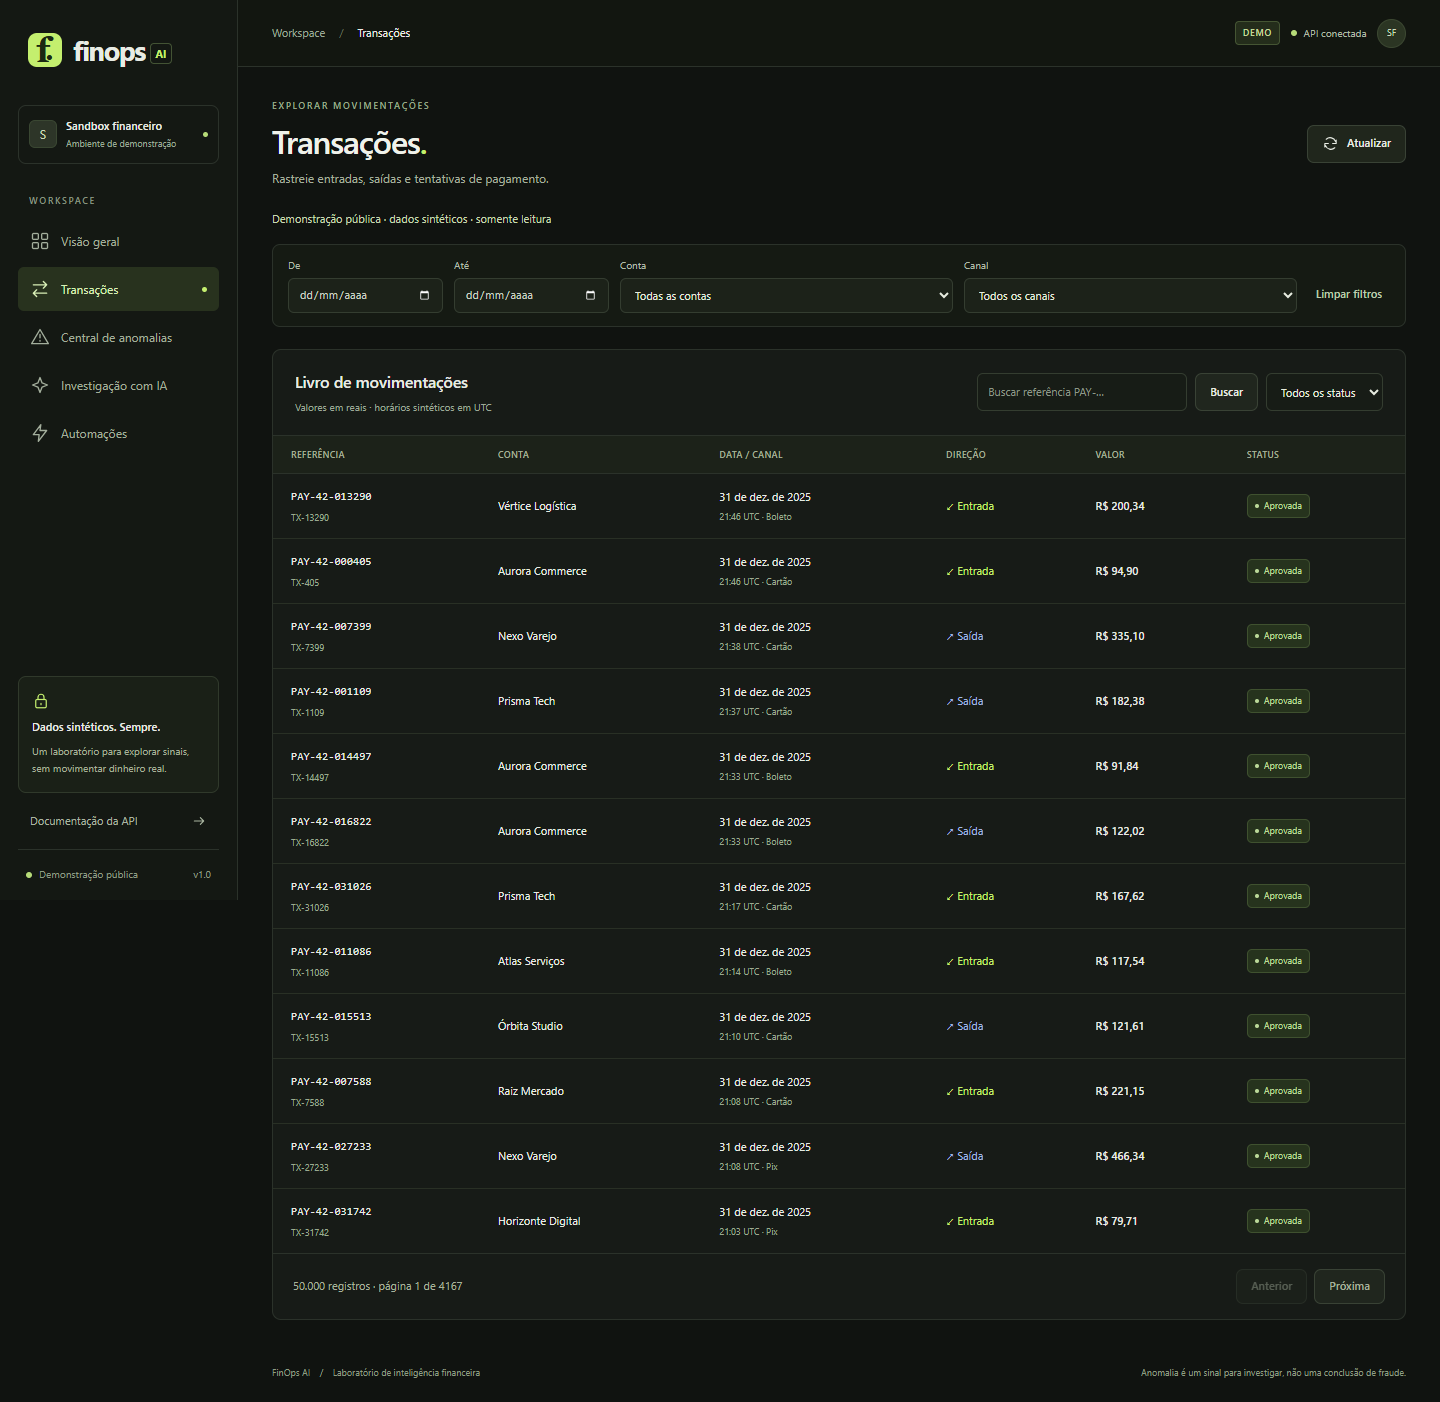 f. finops AI
Workspace / Transações
DEMO
API conectada
SF
S
Sandbox financeiro
Ambiente de demonstração
WORKSPACE
Visão geral
Transações
Central de anomalias
Investigação com IA
Automações
Dados sintéticos. Sempre.
Um laboratório para explorar sinais,
sem movimentar dinheiro real.
Documentação da API →
Demonstração pública v1.0
EXPLORAR MOVIMENTAÇÕES
Transações.
Rastreie entradas, saídas e tentativas de pagamento.
Atualizar
Demonstração pública · dados sintéticos · somente leitura
De Até Conta Canal
dd/mm/aaaa dd/mm/aaaa Todas as contas Todos os canais Limpar filtros
Livro de movimentações
Valores em reais · horários sintéticos em UTC
Buscar referência PAY-... Buscar Todos os status
REFERÊNCIA CONTA DATA / CANAL DIREÇÃO VALOR STATUS
PAY-42-013290 31 de dez. de 2025
Vértice Logística ↙ Entrada R$ 200,34 Aprovada
TX-13290 21:46 UTC · Boleto
PAY-42-000405 31 de dez. de 2025
Aurora Commerce ↙ Entrada R$ 94,90 Aprovada
TX-405 21:46 UTC · Cartão
PAY-42-007399 31 de dez. de 2025
Nexo Varejo ↗ Saída R$ 335,10 Aprovada
TX-7399 21:38 UTC · Cartão
PAY-42-001109 31 de dez. de 2025
Prisma Tech ↗ Saída R$ 182,38 Aprovada
TX-1109 21:37 UTC · Cartão
PAY-42-014497 31 de dez. de 2025
Aurora Commerce ↙ Entrada R$ 91,84 Aprovada
TX-14497 21:33 UTC · Boleto
PAY-42-016822 31 de dez. de 2025
Aurora Commerce ↗ Saída R$ 122,02 Aprovada
TX-16822 21:33 UTC · Boleto
PAY-42-031026 31 de dez. de 2025
Prisma Tech ↙ Entrada R$ 167,62 Aprovada
TX-31026 21:17 UTC · Cartão
PAY-42-011086 31 de dez. de 2025
Atlas Serviços ↙ Entrada R$ 117,54 Aprovada
TX-11086 21:14 UTC · Boleto
PAY-42-015513 31 de dez. de 2025
Órbita Studio ↗ Saída R$ 121,61 Aprovada
TX-15513 21:10 UTC · Cartão
PAY-42-007588 31 de dez. de 2025
Raiz Mercado ↙ Entrada R$ 221,15 Aprovada
TX-7588 21:08 UTC · Cartão
PAY-42-027233 31 de dez. de 2025
Nexo Varejo ↗ Saída R$ 466,34 Aprovada
TX-27233 21:08 UTC · Pix
PAY-42-031742 31 de dez. de 2025
Horizonte Digital ↙ Entrada R$ 79,71 Aprovada
TX-31742 21:03 UTC · Pix
50.000 registros · página 1 de 4167 Anterior Próxima
FinOps AI / Laboratório de inteligência financeira
Anomalia é um sinal para investigar, não uma conclusão de fraude.